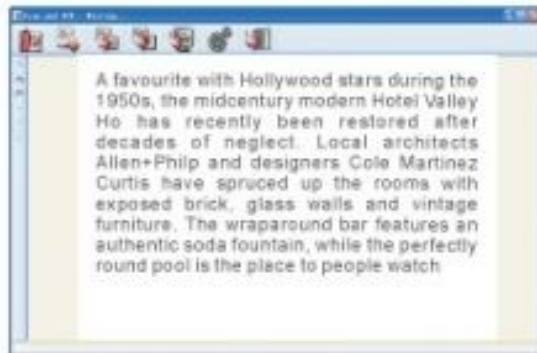 A favourite with Hollywood stars during the
1950s, the midcentury modern Hotel Valley
Ho has recently been restored after
decades of neglect. Local architects
Allen+Philp and designers Cole Martinez
Curtis have spruced up the rooms with
exposed brick, glass walls and vintage
furniture. The wraparound bar features an
authentic soda fountain, while the perfectly
round pool is the place to people watch